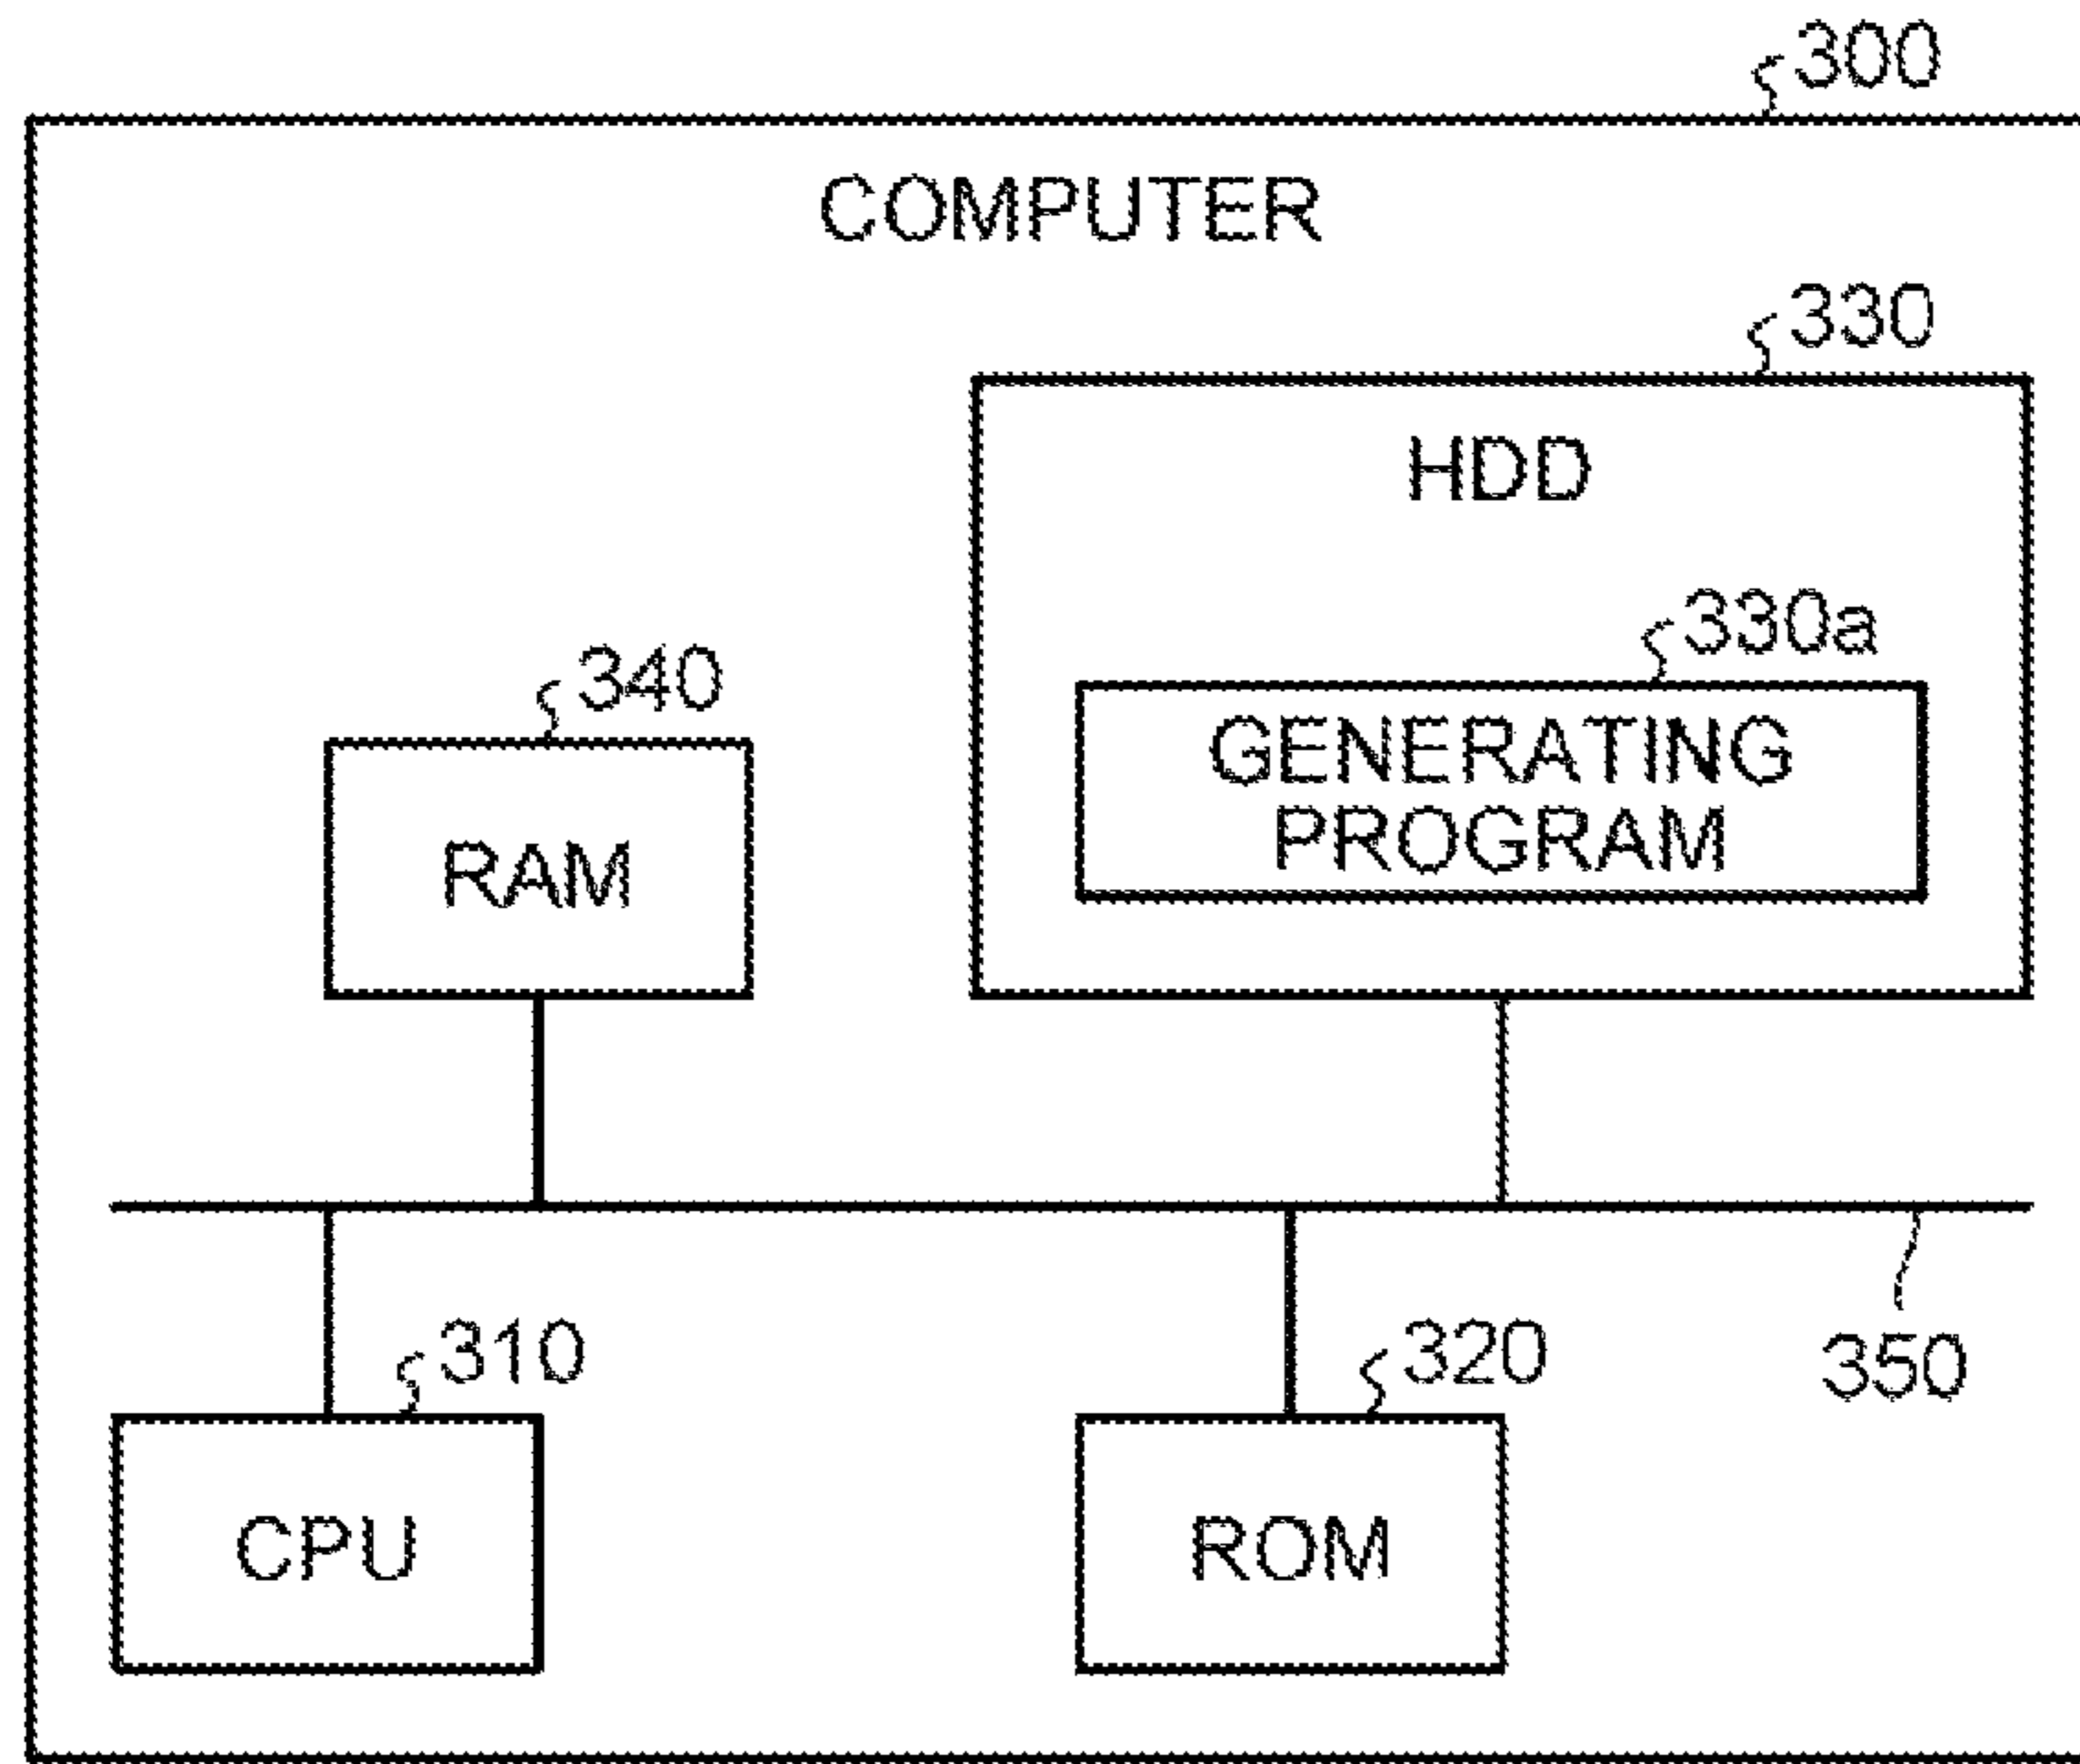 300
COMPUTER
330
HDD
330a
340
GENERATING
PROGRAM
RAM
310
320
350
CPU
ROM